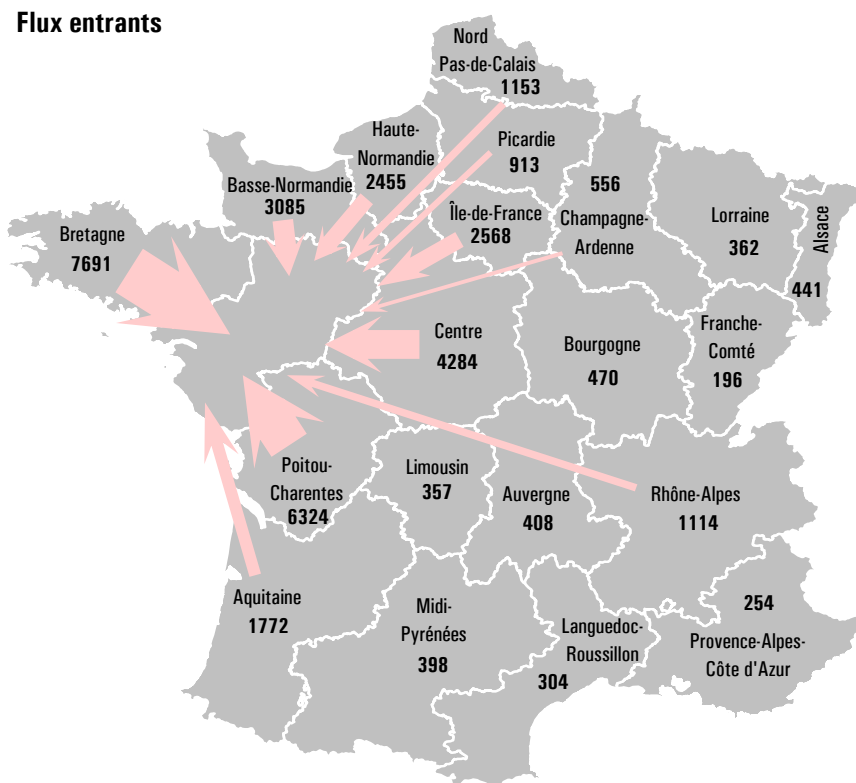 Flux entrants
Nord
Pas-de-Calais
1153
Haute-
Normandie
2455
Picardie
913
556
Champagne-
Ardenne
Basse-Normandie
3085
Île-de-France
2568
Lorraine
362
Alsace
441
Bretagne
7691
Centre
4284
Bourgogne
470
Franche-
Comté
196
Poitou-
Charentes
6324
Limousin
357
Auvergne
408
Rhône-Alpes
1114
Aquitaine
1772
Midi-
Pyrénées
398
Languedoc-
Roussillon
304
254
Provence-Alpes-
Côte d'Azur